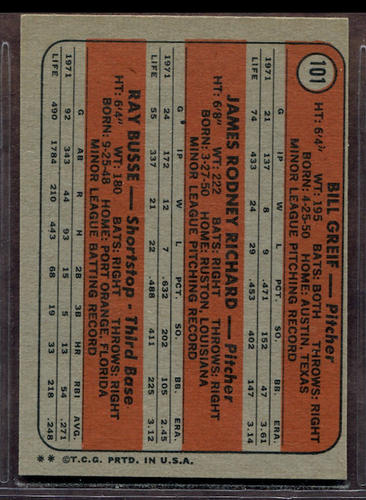 101
BILL GREIF — Pitcher
HT: 6'4" WT: 195 BATS: BOTH THROWS: RIGHT
BORN: 4-25-50 HOME: AUSTIN, TEXAS
MINOR LEAGUE PITCHING RECORD
G IP W L PCT. SO. BB. ERA.
1971 21 137 8 9 .471 152 47 3.61
LIFE 74 433 24 29 .453 402 147 3.14
JAMES RODNEY RICHARD — Pitcher
HT: 6'8" WT: 222 BATS: RIGHT THROWS: RIGHT
BORN: 3-27-50 HOME: RUSTON, LOUISIANA
MINOR LEAGUE PITCHING RECORD
G IP W L PCT. SO. BB. ERA.
1971 24 12 7 .632 202 105 2.45
LIFE 55 337 21 22 .488 411 225 3.12
RAY BUSSE — Shortstop - Third Base
HT: 6'4" WT: 180 BATS: RIGHT THROWS: RIGHT
BORN: 9-25-48 HOME: PORT ORANGE, FLORIDA
MINOR LEAGUE BATTING RECORD
G AB R H 2B 3B HR RBI AVG.
1971 92 343 44 93 15 5 13 54 .271
LIFE 490 1784 210 443 68 19 33 218 .248
** ©T.C.G. PRTD. IN U.S.A.